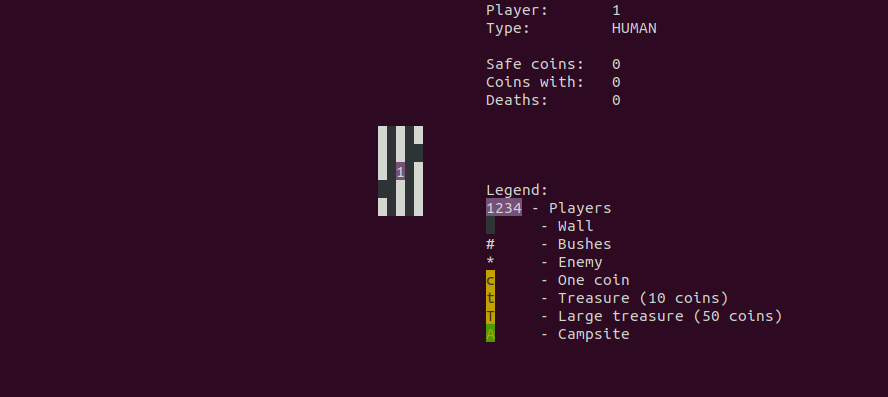 Player: 1
Type: HUMAN
Safe coins: 0
Coins with: 0
Deaths: 0
1
Legend:
1234 - Players
- Wall
# - Bushes
* - Enemy
c - One coin
t - Treasure (10 coins)
T - Large treasure (50 coins)
A - Campsite